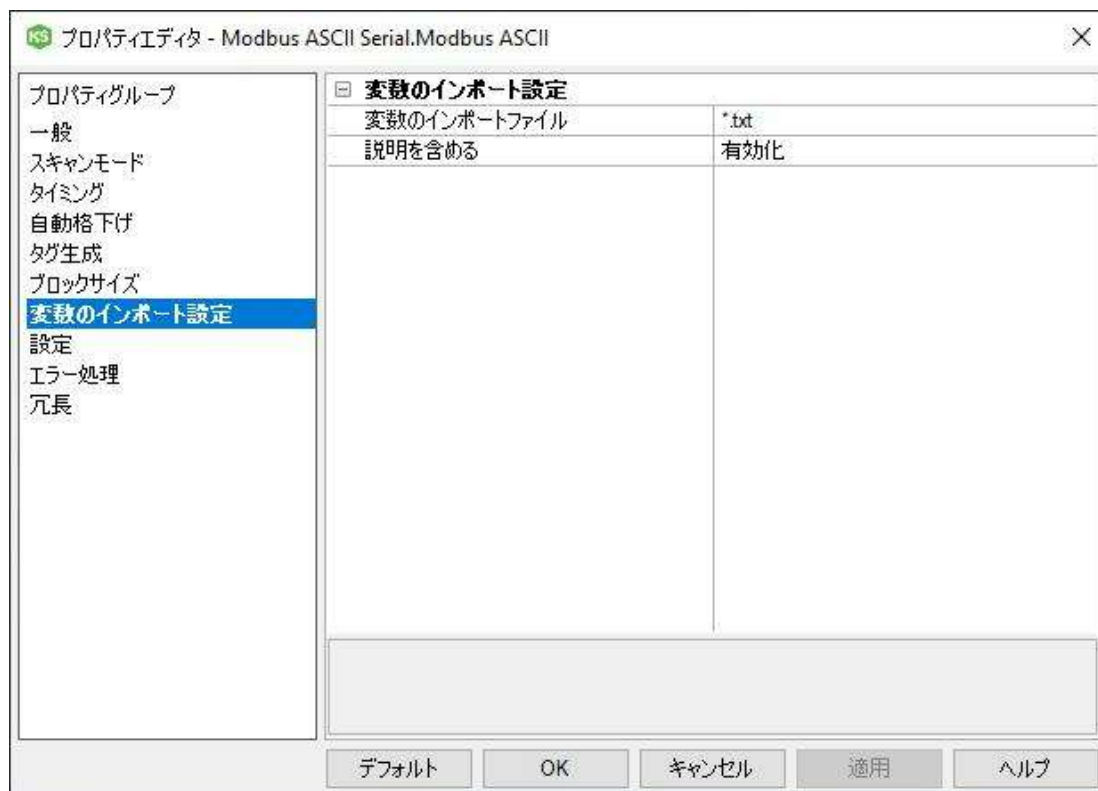 KS プロパティエディタ - Modbus ASCII Serial.Modbus ASCII
プロパティグループ
一般
スキャンモード
タイミング
自動格下げ
タグ生成
ブロックサイズ
変数のインポート設定
設定
エラー処理
冗長
変数のインポート設定
変数のインポートファイル *.txt
説明を含める 有効化
デフォルト OK キャンセル 適用 ヘルプ